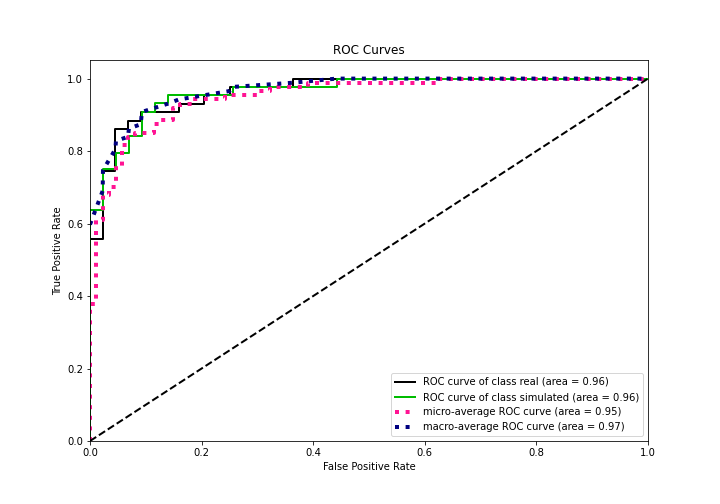 ROC Curves
True Positive Rate
1.0
0.8
0.6
0.4
0.2
0.0
ROC curve of class real (area = 0.96)
ROC curve of class simulated (area = 0.96)
micro-average ROC curve (area = 0.95)
macro-average ROC curve (area = 0.97)
0.0 0.2 0.4 0.6 0.8 1.0
False Positive Rate